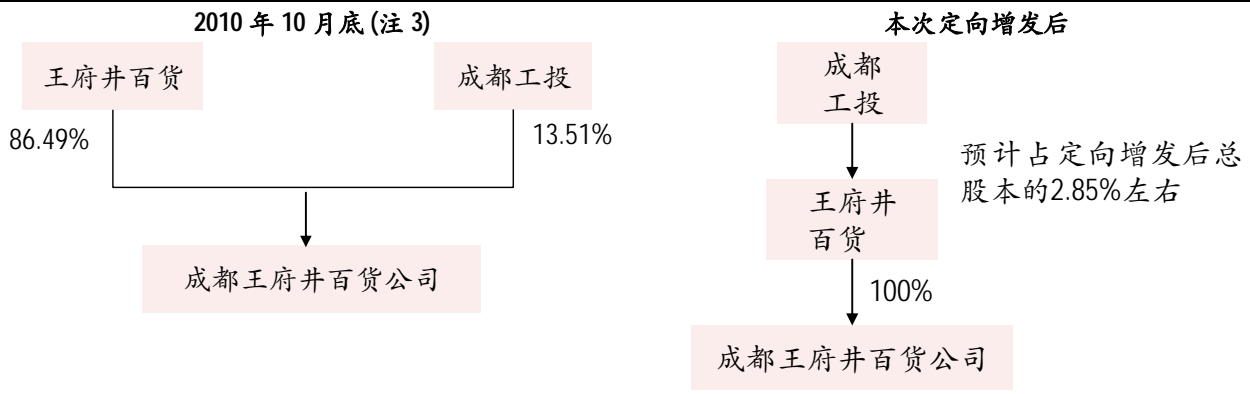 2010 年 10 月底 (注 3)
王府井百货
成都工投
86.49%
13.51%
成都王府井百货公司
本次定向增发后
成都
工投
预计占定向增发后总
股本的2.85%左右
王府井
百货
100%
成都王府井百货公司